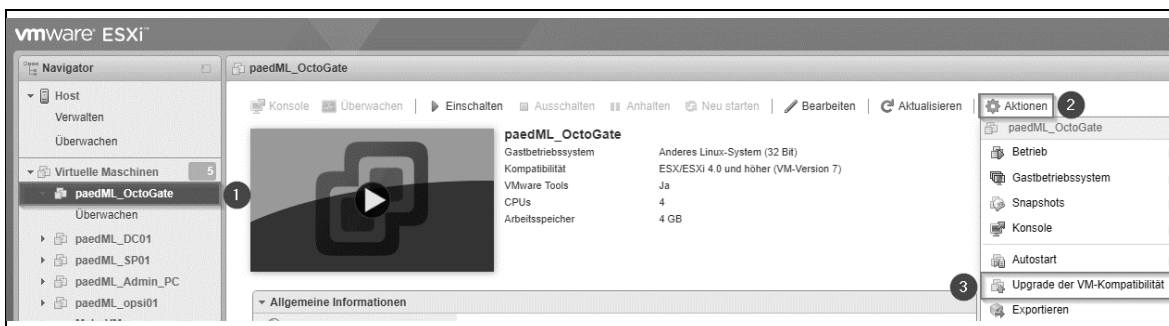 vmware ESXi
Navigator
Host
Verwalten
Überwachen
Virtuelle Maschinen 5
paedML_OctoGate 1
Überwachen
paedML_DC01
paedML_SP01
paedML_Admin_PC
paedML_opsi01
paedML_OctoGate
Konsole Überwachen Einschalten Ausschalten Anhalten Neu starten Bearbeiten Aktualisieren Aktionen 2
paedML_OctoGate
Gastbetriebssystem Anderes Linux-System (32 Bit)
Kompatibilität ESX/ESXi 4.0 und höher (VM-Version 7)
VMware Tools Ja
CPUs 4
Arbeitsspeicher 4 GB
Allgemeine Informationen
paedML_OctoGate
Betrieb
Gastbetriebssystem
Snapshots
Konsole
Autostart
3 Upgrade der VM-Kompatibilität
Exportieren